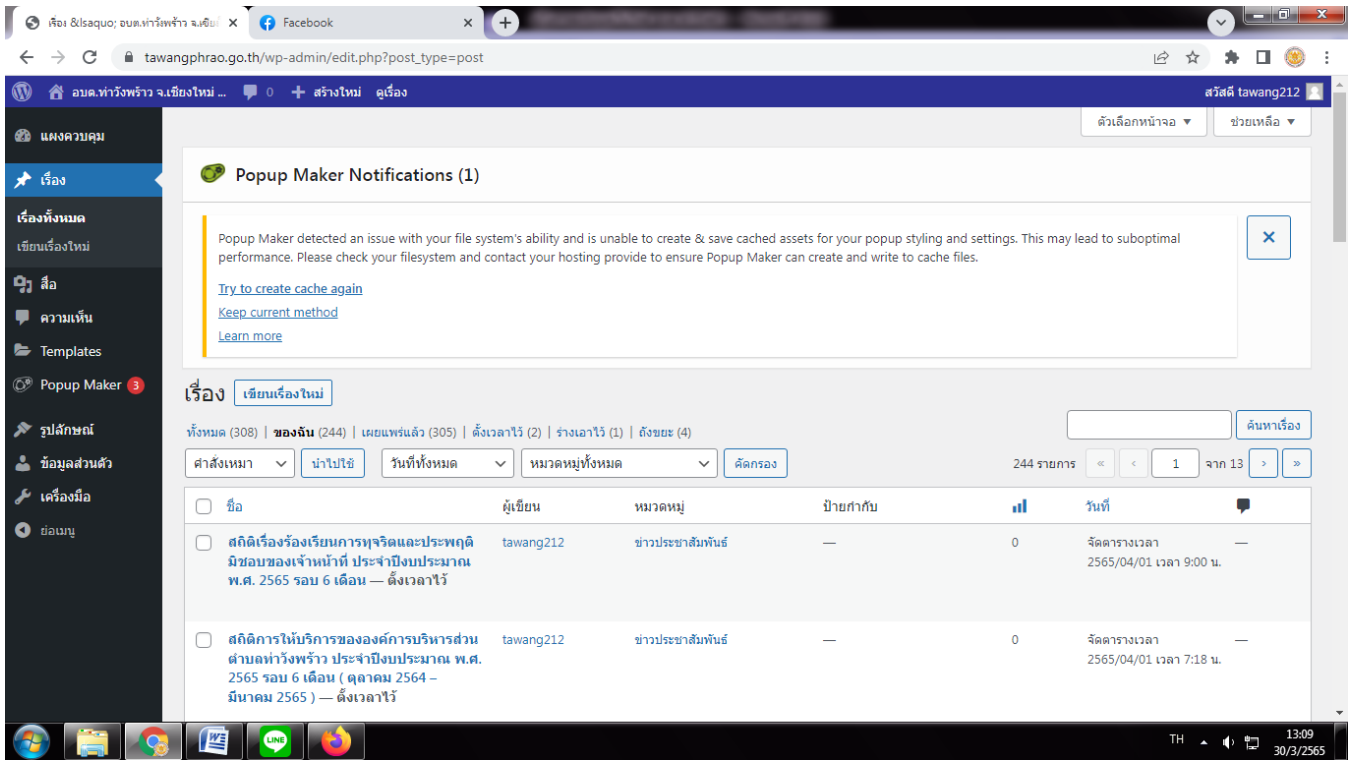 เรื่อง &lsaquo; อบต.ท่าวังพร้าว จ.เชียงให
Facebook
tawangphrao.go.th/wp-admin/edit.php?post_type=post
อบต.ท่าวังพร้าว จ.เชียงใหม่ ...
0
สร้างใหม่
ดูเรื่อง
สวัสดี tawang212
ตัวเลือกหน้าจอ
ช่วยเหลือ
แผงควบคุม
เรื่อง
เรื่องทั้งหมด
เขียนเรื่องใหม่
สื่อ
ความเห็น
Templates
Popup Maker 3
รูปลักษณ์
ข้อมูลส่วนตัว
เครื่องมือ
ย่อเมนู
Popup Maker Notifications (1)
Popup Maker detected an issue with your file system's ability and is unable to create & save cached assets for your popup styling and settings. This may lead to suboptimal
performance. Please check your filesystem and contact your hosting provide to ensure Popup Maker can create and write to cache files.
Try to create cache again
Keep current method
Learn more
เรื่อง
เขียนเรื่องใหม่
ทั้งหมด (308) | ของฉัน (244) | เผยแพร่แล้ว (305) | ตั้งเวลาไว้ (2) | ร่างเอาไว้ (1) | ถังขยะ (4)
ค้นหาเรื่อง
คำสั่งเหมา
นำไปใช้
วันที่ทั้งหมด
หมวดหมู่ทั้งหมด
คัดกรอง
244 รายการ « ‹ 1 จาก 13 › »
ชื่อ
ผู้เขียน
หมวดหมู่
ป้ายกำกับ
วันที่
สถิติเรื่องร้องเรียนการทุจริตและประพฤติ
มิชอบของเจ้าหน้าที่ ประจำปีงบประมาณ
พ.ศ. 2565 รอบ 6 เดือน — ตั้งเวลาไว้
tawang212
ข่าวประชาสัมพันธ์
—
0
จัดตารางเวลา
2565/04/01 เวลา 9:00 น.
—
สถิติการให้บริการขององค์การบริหารส่วน
ตำบลท่าวังพร้าว ประจำปีงบประมาณ พ.ศ.
2565 รอบ 6 เดือน ( ตุลาคม 2564 –
มีนาคม 2565 ) — ตั้งเวลาไว้
tawang212
ข่าวประชาสัมพันธ์
—
0
จัดตารางเวลา
2565/04/01 เวลา 7:18 น.
—
LINE
TH
13:09
30/3/2565